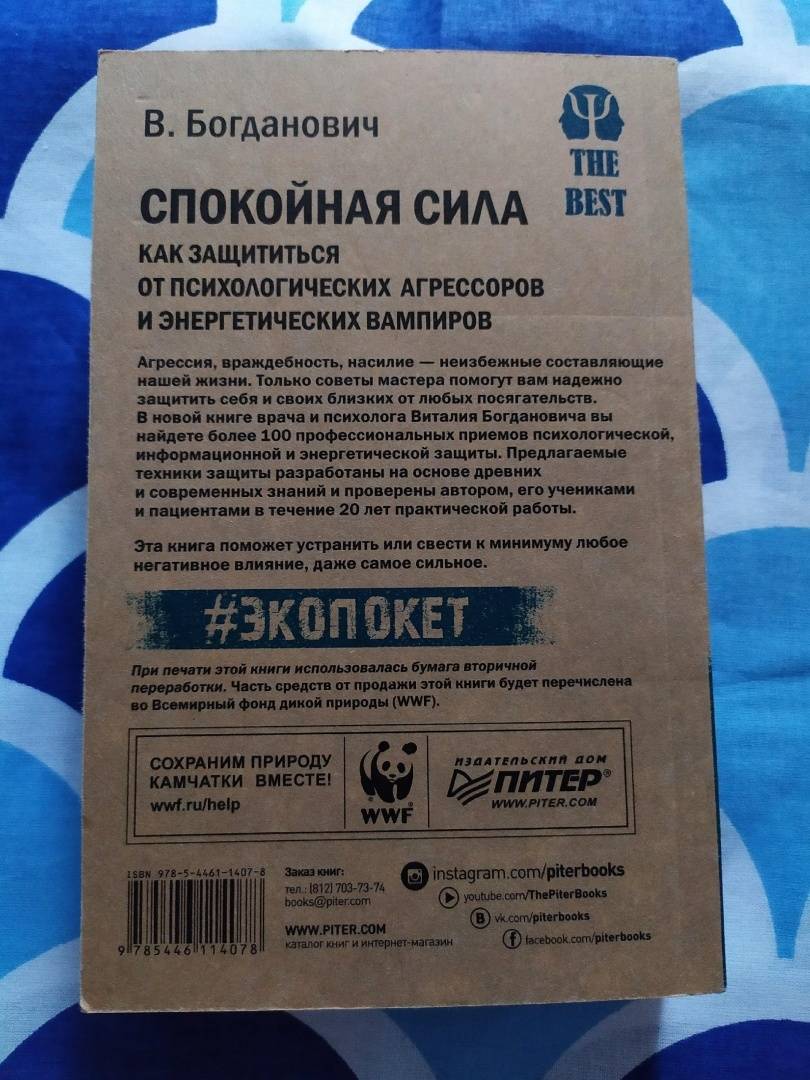 В. Богданович
THE
BEST
СПОКОЙНАЯ СИЛА
КАК ЗАЩИТИТЬСЯ
ОТ ПСИХОЛОГИЧЕСКИХ АГРЕССОРОВ
И ЭНЕРГЕТИЧЕСКИХ ВАМПИРОВ
Агрессия, враждебность, насилие — неизбежные составляющие
нашей жизни. Только советы мастера помогут вам надежно
защитить себя и своих близких от любых посягательств.
В новой книге врача и психолога Виталия Богдановича вы
найдете более 100 профессиональных приемов психологической,
информационной и энергетической защиты. Предлагаемые
техники защиты разработаны на основе древних
и современных знаний и проверены автором, его учениками
и пациентами в течение 20 лет практической работы.
Эта книга поможет устранить или свести к минимуму любое
негативное влияние, даже самое сильное.
#ЭКОПОКЕТ
При печати этой книги использовалась бумага вторичной
переработки. Часть средств от продажи этой книги будет перечислена
во Всемирный фонд дикой природы (WWF).
СОХРАНИМ ПРИРОДУ
КАМЧАТКИ ВМЕСТЕ!
wwf.ru/help
WWF
ИЗДАТЕЛЬСКИЙ ДОМ
ПИТЕР®
WWW.PITER.COM
ISBN 978-5-4461-1407-8
9 785446 114078
Заказ книг:
тел.: (812) 703-73-74
books@piter.com
WWW.PITER.COM
каталог книг и интернет-магазин
instagram.com/piterbooks
youtube.com/ThePiterBooks
vk.com/piterbooks
facebook.com/piterbooks